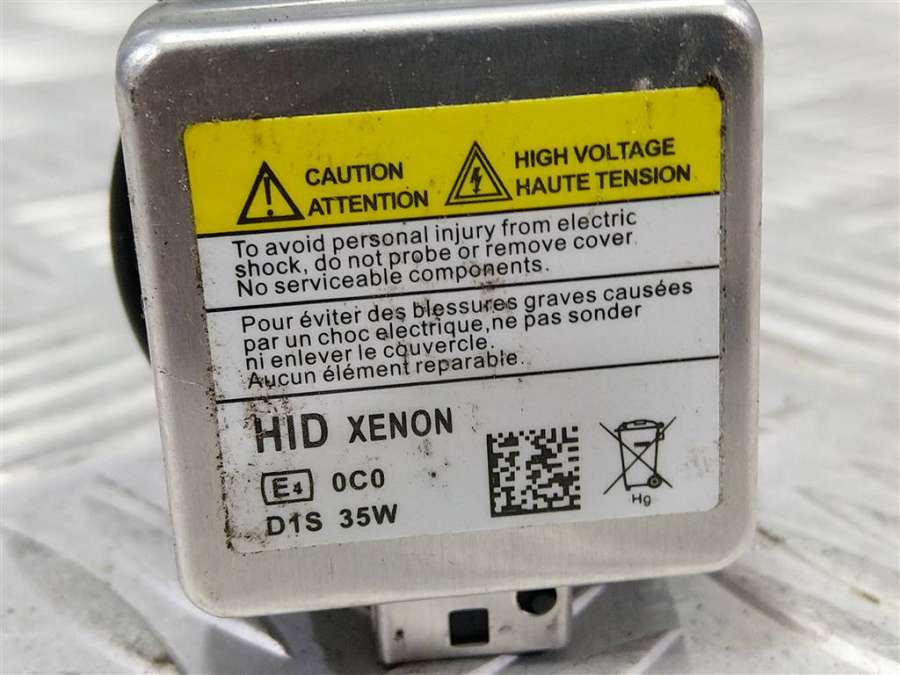 CAUTION
ATTENTION
HIGH VOLTAGE
HAUTE TENSION
To avoid personal injury from electric
shock, do not probe or remove cover.
No serviceable components.
Pour éviter des blessures graves causées
par un choc electrique,ne pas sonder
ni enlever le couvercle.
Aucun élément reparable.
HID XENON
E4 0C0
D1S 35W
Hg